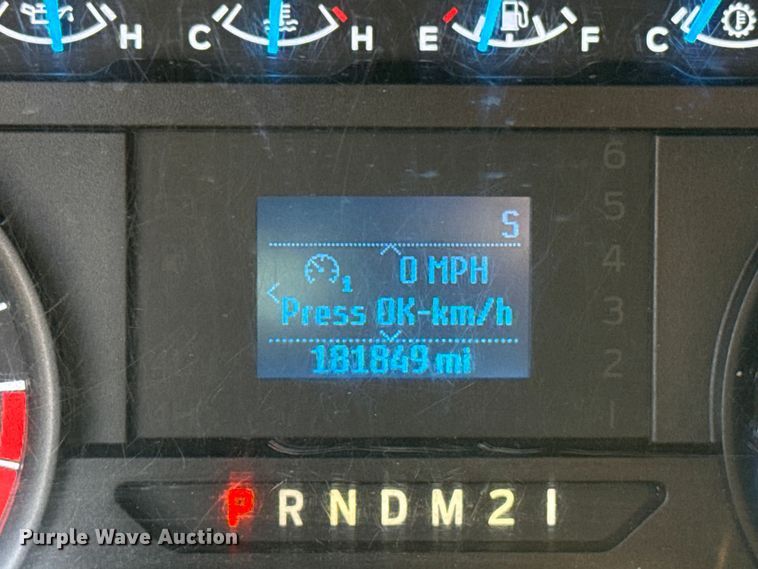 H C H E F C
6
S
5
0 MPH
4
Press OK-km/h
3
181849 mi
2
1
P R N D M 2 1
Purple Wave Auction